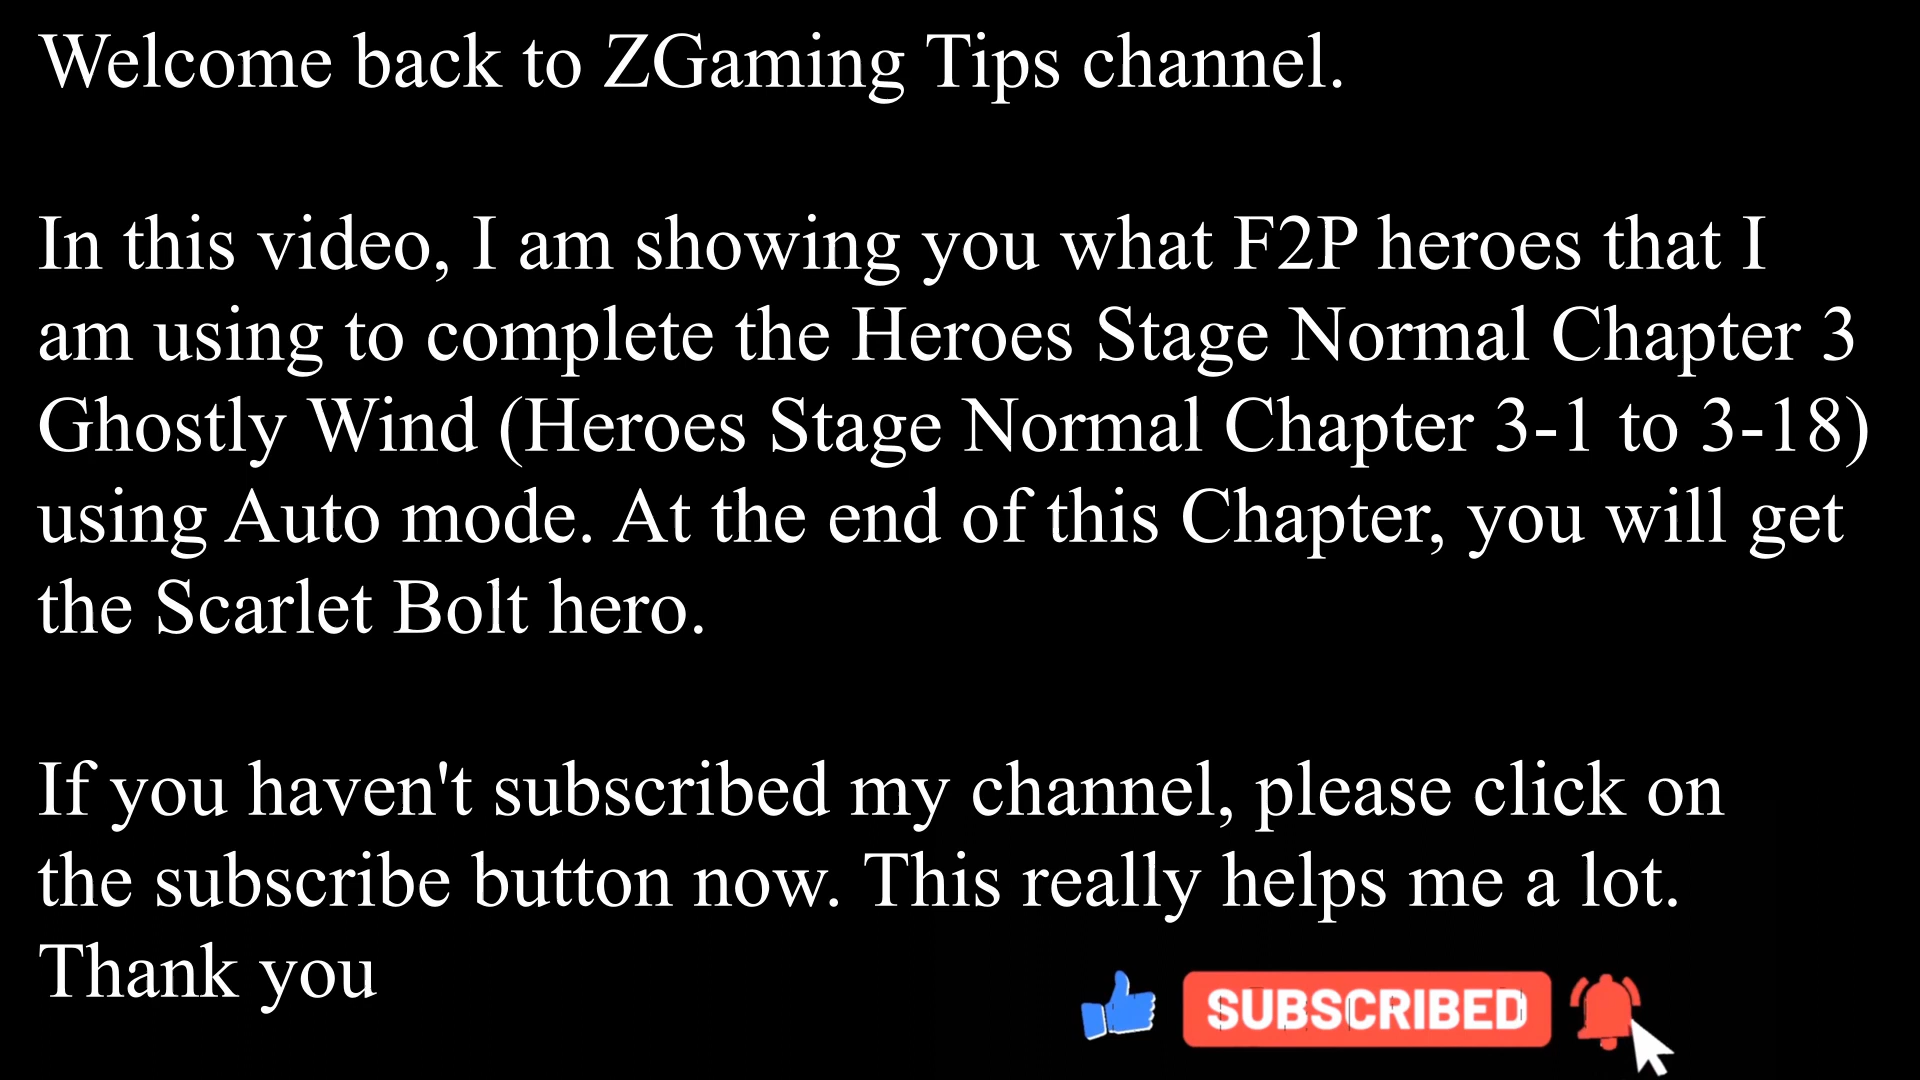 Welcome back to ZGaming Tips channel.
In this video, I am showing you what F2P heroes that I
am using to complete the Heroes Stage Normal Chapter 3
Ghostly Wind (Heroes Stage Normal Chapter 3-1 to 3-18)
using Auto mode. At the end of this Chapter, you will get
the Scarlet Bolt hero.
If you haven't subscribed my channel, please click on
the subscribe button now. This really helps me a lot.
Thank you
SUBSCRIBED